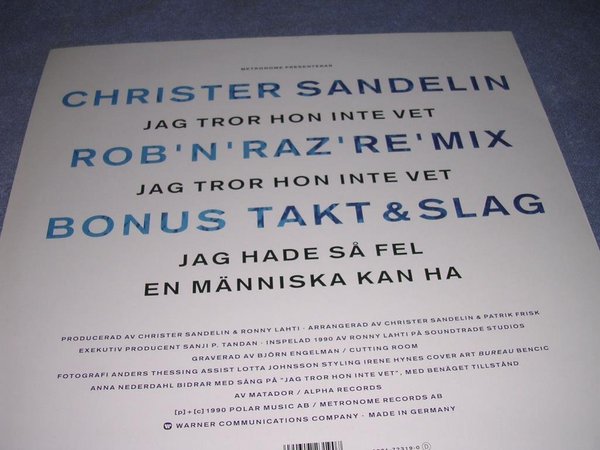 METRONOME PRESENTERAR
CHRISTER SANDELIN
JAG TROR HON INTE VET
ROB'N'RAZ'RE'MIX
JAG TROR HON INTE VET
BONUS TAKT & SLAG
JAG HADE SÅ FEL
EN MÄNNISKA KAN HA
PRODUCERAD AV CHRISTER SANDELIN & RONNY LAHTI · ARRANGERAD AV CHRISTER SANDELIN & PATRIK FRISK
EXEKUTIV PRODUCENT SANJI P. TANDAN · INSPELAD 1990 AV RONNY LAHTI PÅ SOUNDTRADE STUDIOS
GRAVERAD AV BJÖRN ENGELMAN / CUTTING ROOM
FOTOGRAFI ANDERS THESSING ASSIST LOTTA JOHNSSON STYLING IRENE HYNES COVER ART BUREAU BENCIC
ANNA NEDERDAHL BIDRAR MED SÅNG PÅ "JAG TROR HON INTE VET", MED BENÄGET TILLSTÅND
AV MATADOR / ALPHA RECORDS
[p]+[c]1990 POLAR MUSIC AB / METRONOME RECORDS AB
WARNER COMMUNICATIONS COMPANY · MADE IN GERMANY